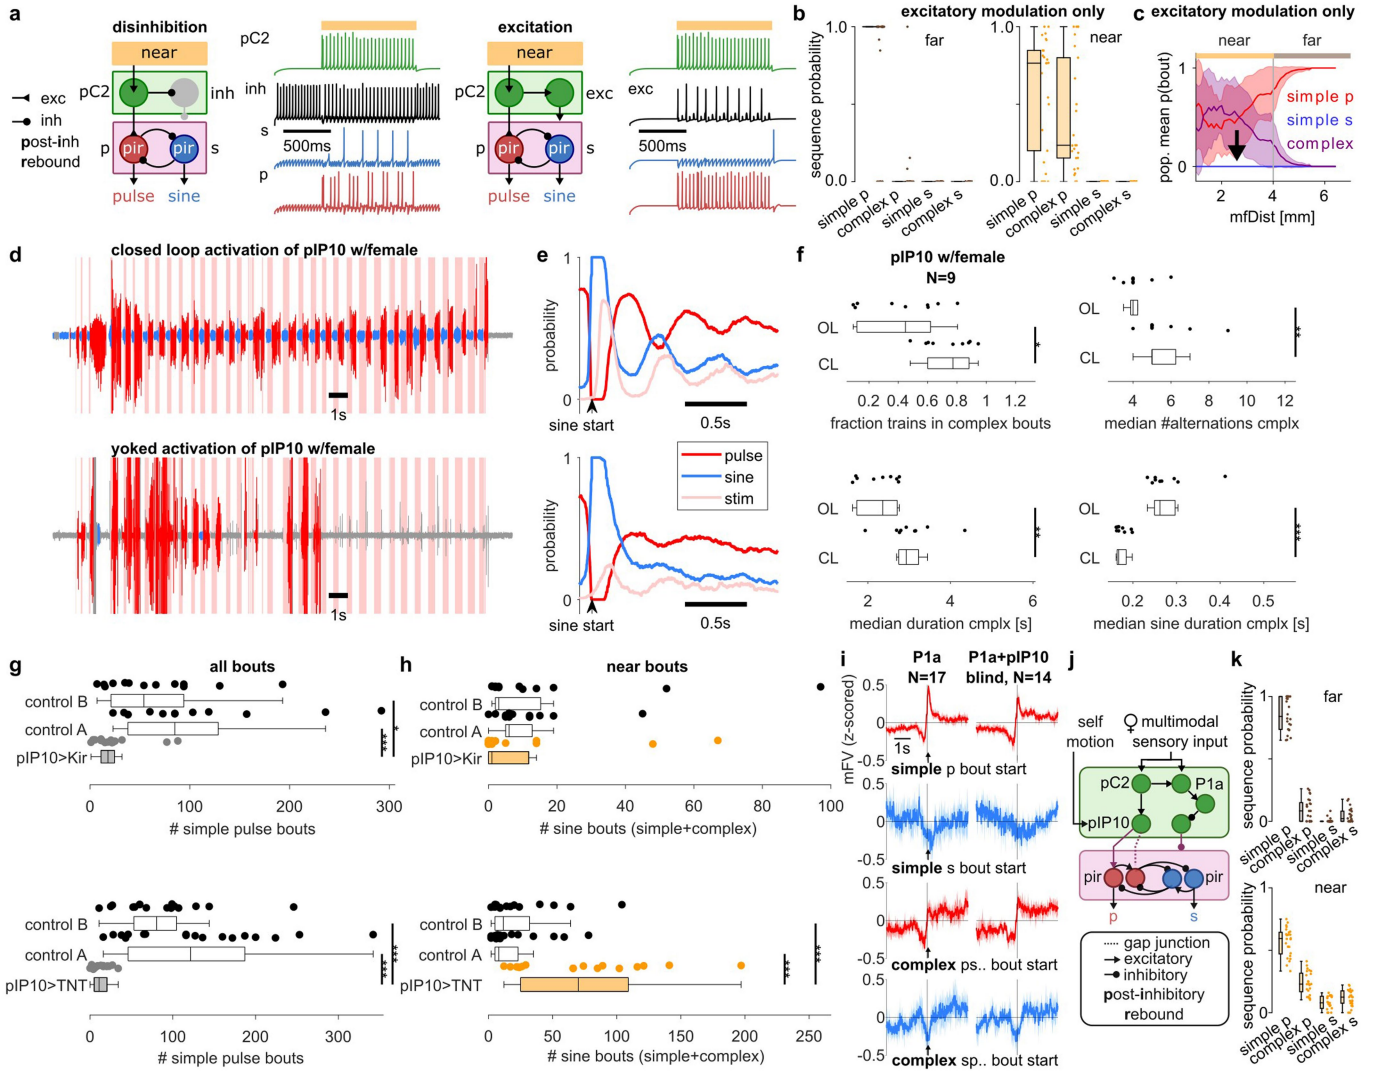 a
disinhibition
near
pC2
inh
p
s
pir
pir
pulse
sine
exc
inh
post-inh
rebound
pC2
inh
s
500ms
p
excitation
near
pC2
exc
p
s
pir
pir
pulse
sine
exc
500ms
b
excitatory modulation only
far
near
sequence probability
1.0
0.0
1.0
0.0
simple p
complex p
simple s
complex s
simple p
complex p
simple s
complex s
c
excitatory modulation only
near
far
pop. mean p(bout)
1
0
simple p
simple s
complex
2
4
6
mfDist [mm]
d
closed loop activation of pIP10 w/female
1s
yoked activation of pIP10 w/female
1s
e
1
probability
0
sine start
0.5s
pulse
sine
stim
1
probability
0
sine start
0.5s
f
pIP10 w/female
N=9
OL
CL
*
0.2 0.4 0.6 0.8 1 1.2
fraction trains in complex bouts
OL
CL
**
4 6 8 10 12
median #alternations cmplx
OL
CL
**
2 4 6
median duration cmplx [s]
OL
CL
***
0.2 0.3 0.4 0.5
median sine duration cmplx [s]
g
all bouts
control B
control A
pIP10>Kir
*
***
0 100 200 300
# simple pulse bouts
control B
control A
pIP10>TNT
***
***
0 100 200 300
# simple pulse bouts
h
near bouts
control B
control A
pIP10>Kir
0 20 40 60 80 100
# sine bouts (simple+complex)
control B
control A
pIP10>TNT
***
***
0 50 100 150 200 250
# sine bouts (simple+complex)
i
P1a
N=17
P1a+pIP10
blind, N=14
mFV (z-scored)
0.5
0
-0.5
1s
simple p bout start
0.5
0
-0.5
simple s bout start
0.5
0
-0.5
complex ps.. bout start
0.5
0
-0.5
complex sp.. bout start
j
self
motion
♀ multimodal
sensory input
pC2
P1a
pIP10
pir
pir
p
s
gap junction
excitatory
inhibitory
post-inhibitory
rebound
k
far
sequence probability
1
0
simple p
complex p
simple s
complex s
near
sequence probability
1
0
simple p
complex p
simple s
complex s